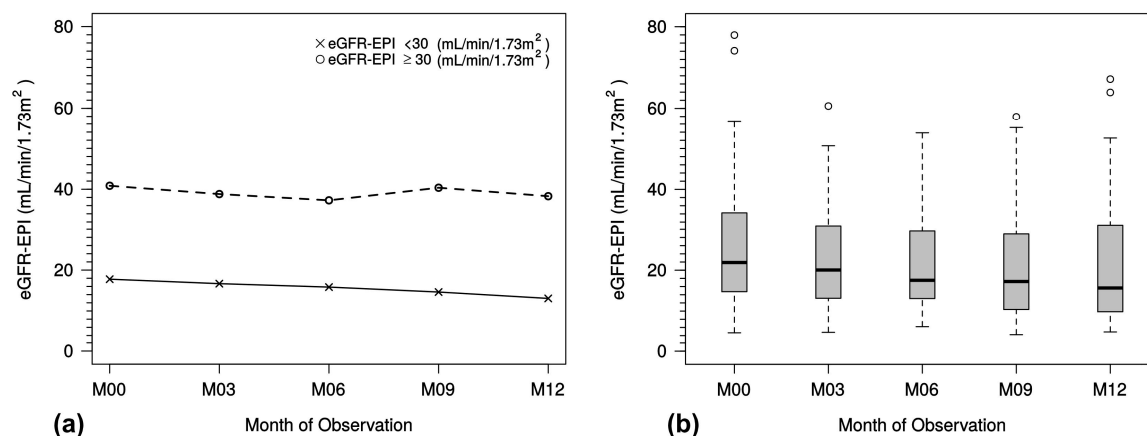 80
60
40
20
0
eGFR-EPI (mL/min/1.73m²)
eGFR-EPI <30 (mL/min/1.73m²)
eGFR-EPI ≥ 30 (mL/min/1.73m²)
M00 M03 M06 M09 M12
(a) Month of Observation
80
60
40
20
0
eGFR-EPI (mL/min/1.73m²)
M00 M03 M06 M09 M12
(b) Month of Observation